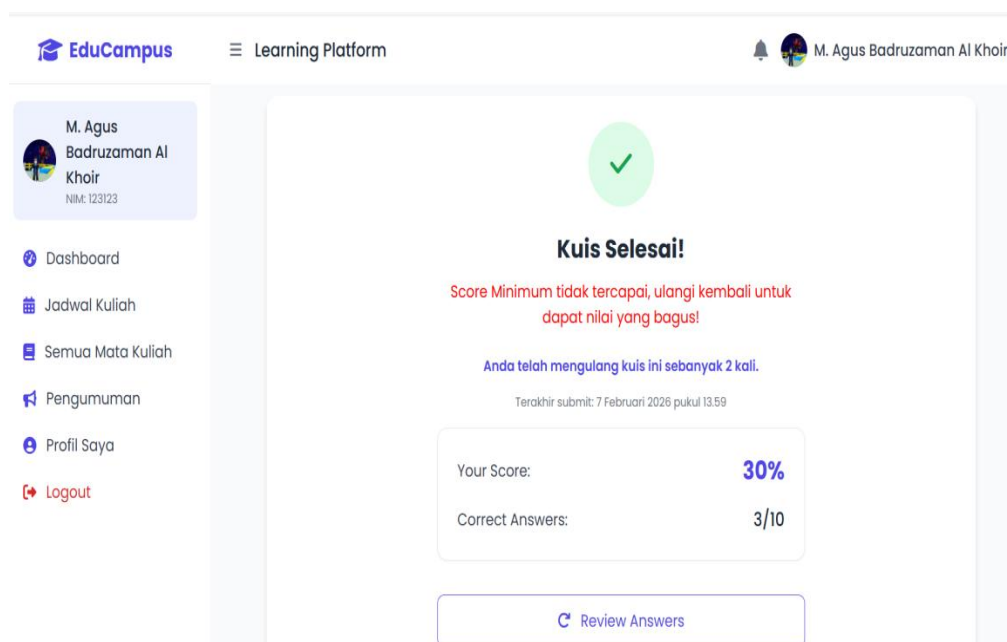 EduCampus
Learning Platform
M. Agus Badruzaman Al Khoir
M. Agus
Badruzaman Al
Khoir
NIM: 123123
Dashboard
Jadwal Kuliah
Semua Mata Kuliah
Pengumuman
Profil Saya
Logout
Kuis Selesai!
Score Minimum tidak tercapai, ulangi kembali untuk
dapat nilai yang bagus!
Anda telah mengulang kuis ini sebanyak 2 kali.
Terakhir submit: 7 Februari 2026 pukul 13.59
Your Score: 30%
Correct Answers: 3/10
Review Answers